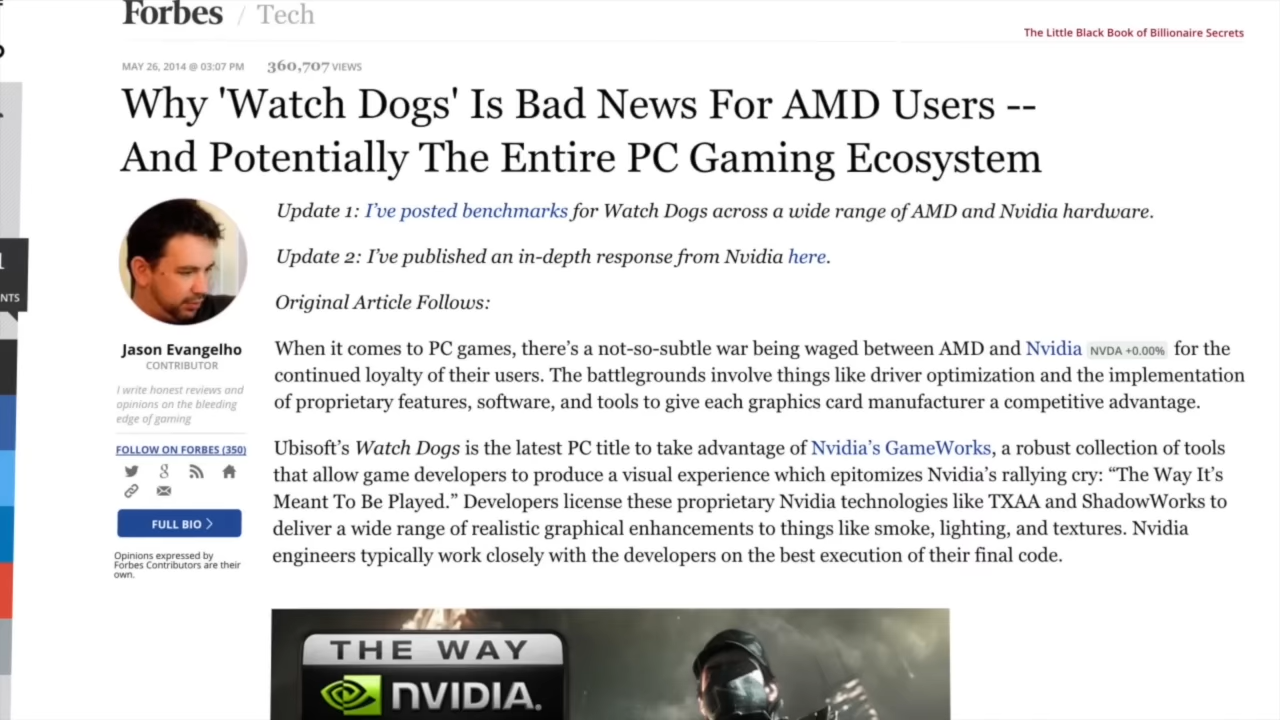 Forbes / Tech
The Little Black Book of Billionaire Secrets
MAY 26, 2014 @ 03:07 PM 360,707 VIEWS
Why 'Watch Dogs' Is Bad News For AMD Users --
And Potentially The Entire PC Gaming Ecosystem
Update 1: I've posted benchmarks for Watch Dogs across a wide range of AMD and Nvidia hardware.
Update 2: I've published an in-depth response from Nvidia here.
Original Article Follows:
1
NTS
Jason Evangelho
CONTRIBUTOR
I write honest reviews and
opinions on the bleeding
edge of gaming
FOLLOW ON FORBES (350)
FULL BIO
Opinions expressed by
Forbes Contributors are their
own.
When it comes to PC games, there's a not-so-subtle war being waged between AMD and Nvidia NVDA +0.00% for the
continued loyalty of their users. The battlegrounds involve things like driver optimization and the implementation
of proprietary features, software, and tools to give each graphics card manufacturer a competitive advantage.
Ubisoft's Watch Dogs is the latest PC title to take advantage of Nvidia's GameWorks, a robust collection of tools
that allow game developers to produce a visual experience which epitomizes Nvidia's rallying cry: “The Way It's
Meant To Be Played.” Developers license these proprietary Nvidia technologies like TXAA and ShadowWorks to
deliver a wide range of realistic graphical enhancements to things like smoke, lighting, and textures. Nvidia
engineers typically work closely with the developers on the best execution of their final code.
THE WAY
NVIDIA.